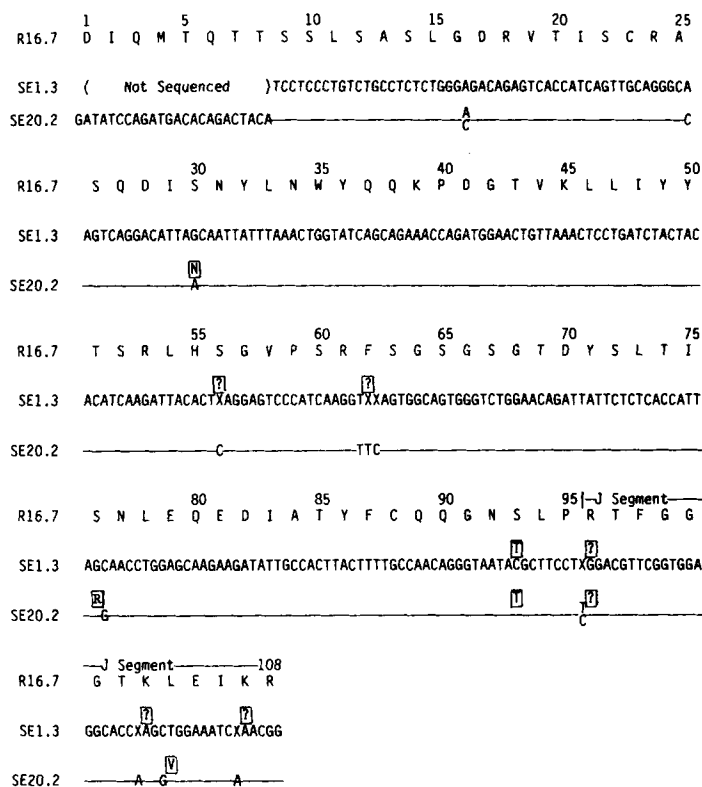 1 5 10 15 20 25
R16.7 D I Q M T Q T T S S L S A S L G D R V T I S C R A
SE1.3 ( Not Sequenced )TCCTCCCTGTCTGCCTCTCTGGGAGACAGAGTCACCATCAGTTGCAGGGCA
A
SE20.2 GATATCCAGATGACACAGACTACA C C
30 35 40 45 50
R16.7 S Q D I S N Y L N W Y Q Q K P D G T V K L L I Y Y
SE1.3 AGTCAGGACATTAGCAATTATTTAAACTGGTATCAGCAGAAACCAGATGGAACTGTTAAACTCCTGATCTACTAC
N
SE20.2 A
55 60 65 70 75
R16.7 T S R L H S G V P S R F S G S G S G T D Y S L T I
? ?
SE1.3 ACATCAAGATTACACTXAGGAGTCCCATCAAGGTXXAGTGGCAGTGGGTCTGGAACAGATTATTCTCTCACCATT
SE20.2 C TTC
80 85 90 95 J Segment
R16.7 S N L E Q E D I A T Y F C Q Q G N S L P R T F G G
T ?
SE1.3 AGCAACCTGGAGCAAGAAGATATTGCCACTTACTTTTGCCAACAGGGTAATACGCTTCCTXGGACGTTCGGTGGA
R T ?
T
SE20.2 G C
J Segment 108
R16.7 G T K L E I K R
? ?
SE1.3 GGCACCXAGCTGGAAATCXAACGG
V
SE20.2 A G A